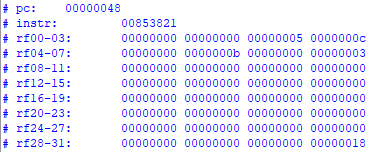 # pc: 00000048
# instr: 00853821
# rf00-03: 00000000 00000000 00000005 0000000c
# rf04-07: 00000000 0000000b 00000000 00000003
# rf08-11: 00000000 00000000 00000000 00000000
# rf12-15: 00000000 00000000 00000000 00000000
# rf16-19: 00000000 00000000 00000000 00000000
# rf20-23: 00000000 00000000 00000000 00000000
# rf24-27: 00000000 00000000 00000000 00000000
# rf28-31: 00000000 00000000 00000000 00000018